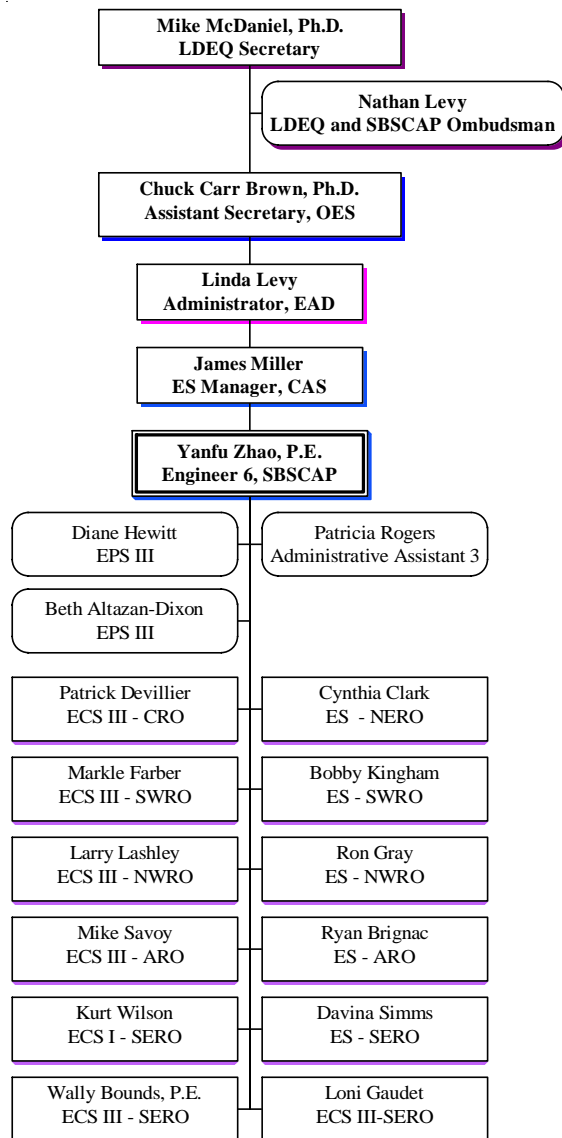 Mike McDaniel, Ph.D.
LDEQ Secretary
Nathan Levy
LDEQ and SBSCAP Ombudsman
Chuck Carr Brown, Ph.D.
Assistant Secretary, OES
Linda Levy
Administrator, EAD
James Miller
ES Manager, CAS
Yanfu Zhao, P.E.
Engineer 6, SBSCAP
Diane Hewitt
EPS III
Patricia Rogers
Administrative Assistant 3
Beth Altazan-Dixon
EPS III
Patrick Devillier
ECS III - CRO
Cynthia Clark
ES - NERO
Markle Farber
ECS III - SWRO
Bobby Kingham
ES - SWRO
Larry Lashley
ECS III - NWRO
Ron Gray
ES - NWRO
Mike Savoy
ECS III - ARO
Ryan Brignac
ES - ARO
Kurt Wilson
ECS I - SERO
Davina Simms
ES - SERO
Wally Bounds, P.E.
ECS III - SERO
Loni Gaudet
ECS III-SERO